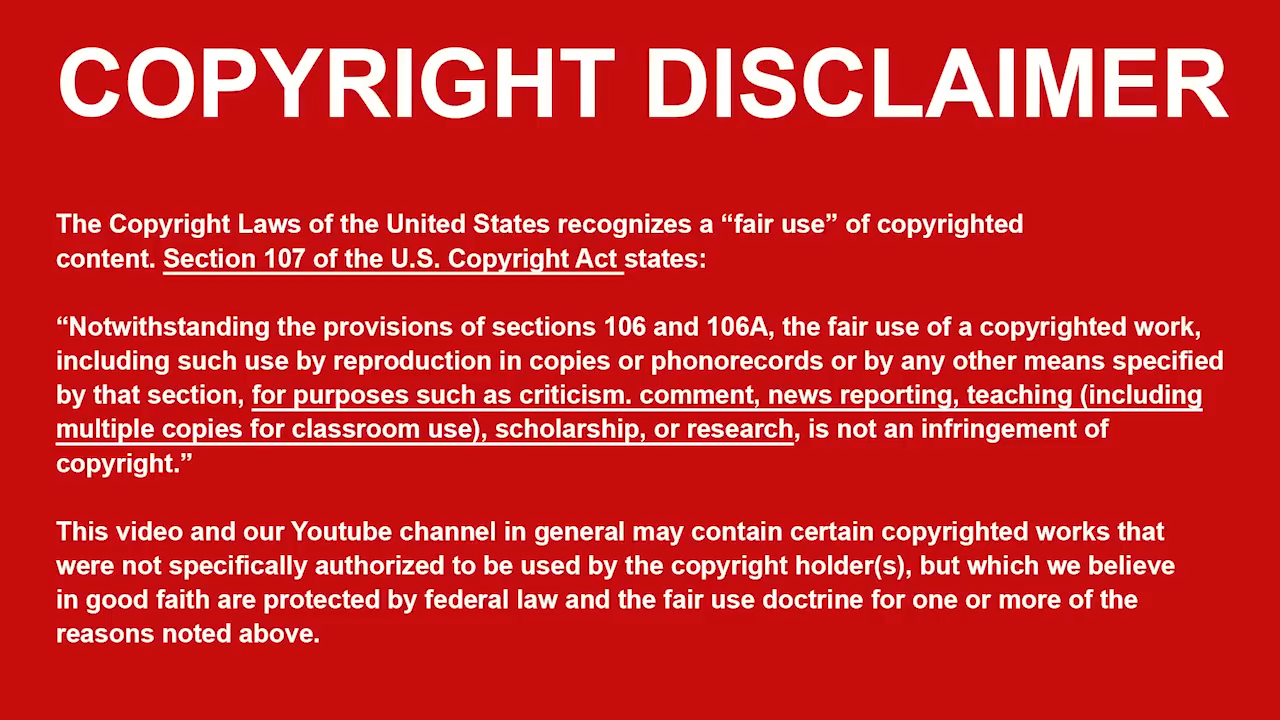 COPYRIGHT DISCLAIMER
The Copyright Laws of the United States recognizes a “fair use” of copyrighted
content. Section 107 of the U.S. Copyright Act states:
“Notwithstanding the provisions of sections 106 and 106A, the fair use of a copyrighted work,
including such use by reproduction in copies or phonorecords or by any other means specified
by that section, for purposes such as criticism. comment, news reporting, teaching (including
multiple copies for classroom use), scholarship, or research, is not an infringement of
copyright.”
This video and our Youtube channel in general may contain certain copyrighted works that
were not specifically authorized to be used by the copyright holder(s), but which we believe
in good faith are protected by federal law and the fair use doctrine for one or more of the
reasons noted above.